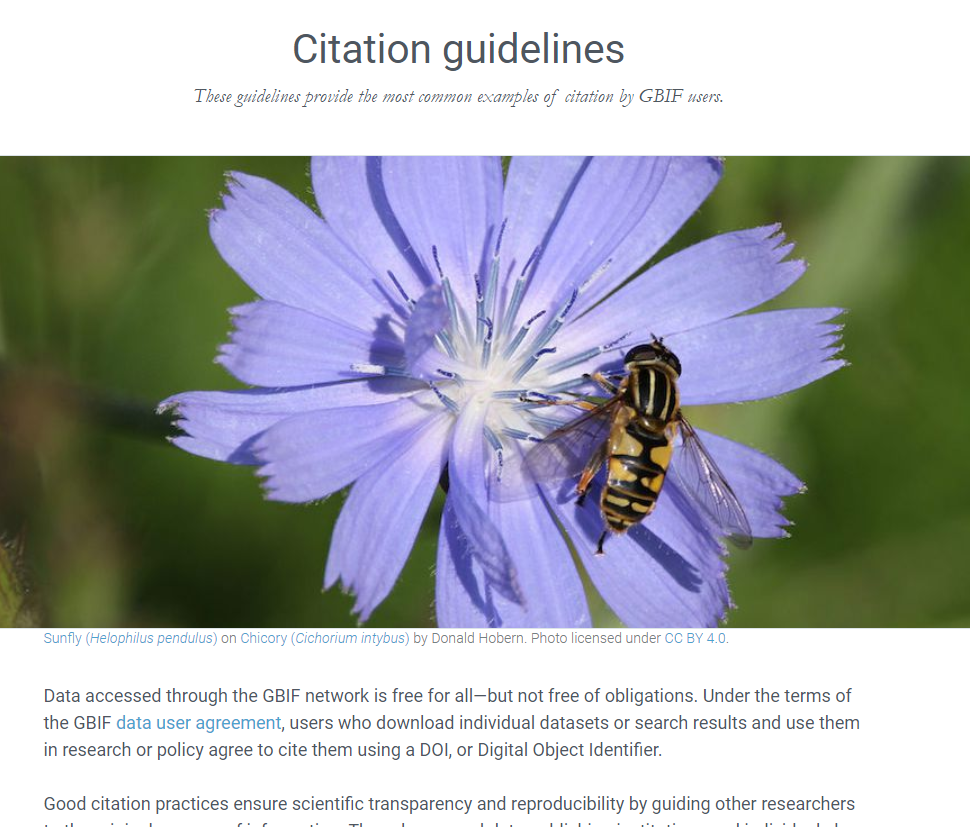 Citation guidelines
These guidelines provide the most common examples of citation by GBIF users.
Sunfly (Helophilus pendulus) on Chicory (Cichorium intybus) by Donald Hobern. Photo licensed under CC BY 4.0.
Data accessed through the GBIF network is free for all—but not free of obligations. Under the terms of
the GBIF data user agreement, users who download individual datasets or search results and use them
in research or policy agree to cite them using a DOI, or Digital Object Identifier.
Good citation practices ensure scientific transparency and reproducibility by guiding other researchers